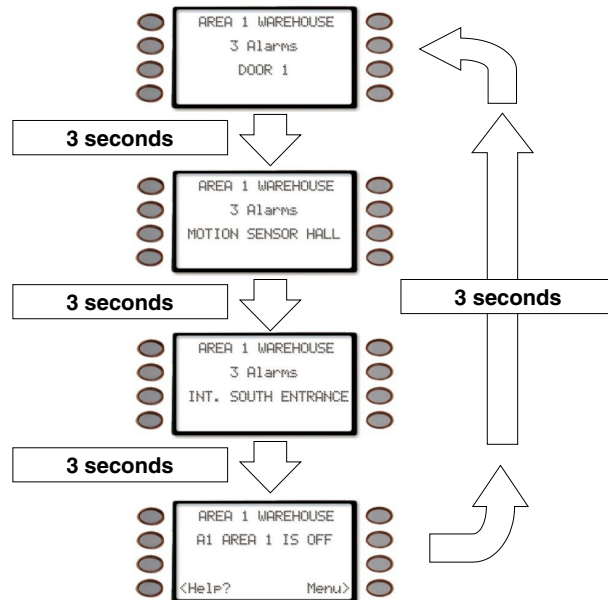 AREA 1 WAREHOUSE
3 Alarms
DOOR 1
3 seconds
AREA 1 WAREHOUSE
3 Alarms
MOTION SENSOR HALL
3 seconds
3 seconds
AREA 1 WAREHOUSE
3 Alarms
INT. SOUTH ENTRANCE
3 seconds
AREA 1 WAREHOUSE
A1 AREA 1 IS OFF
<Help? Menu>